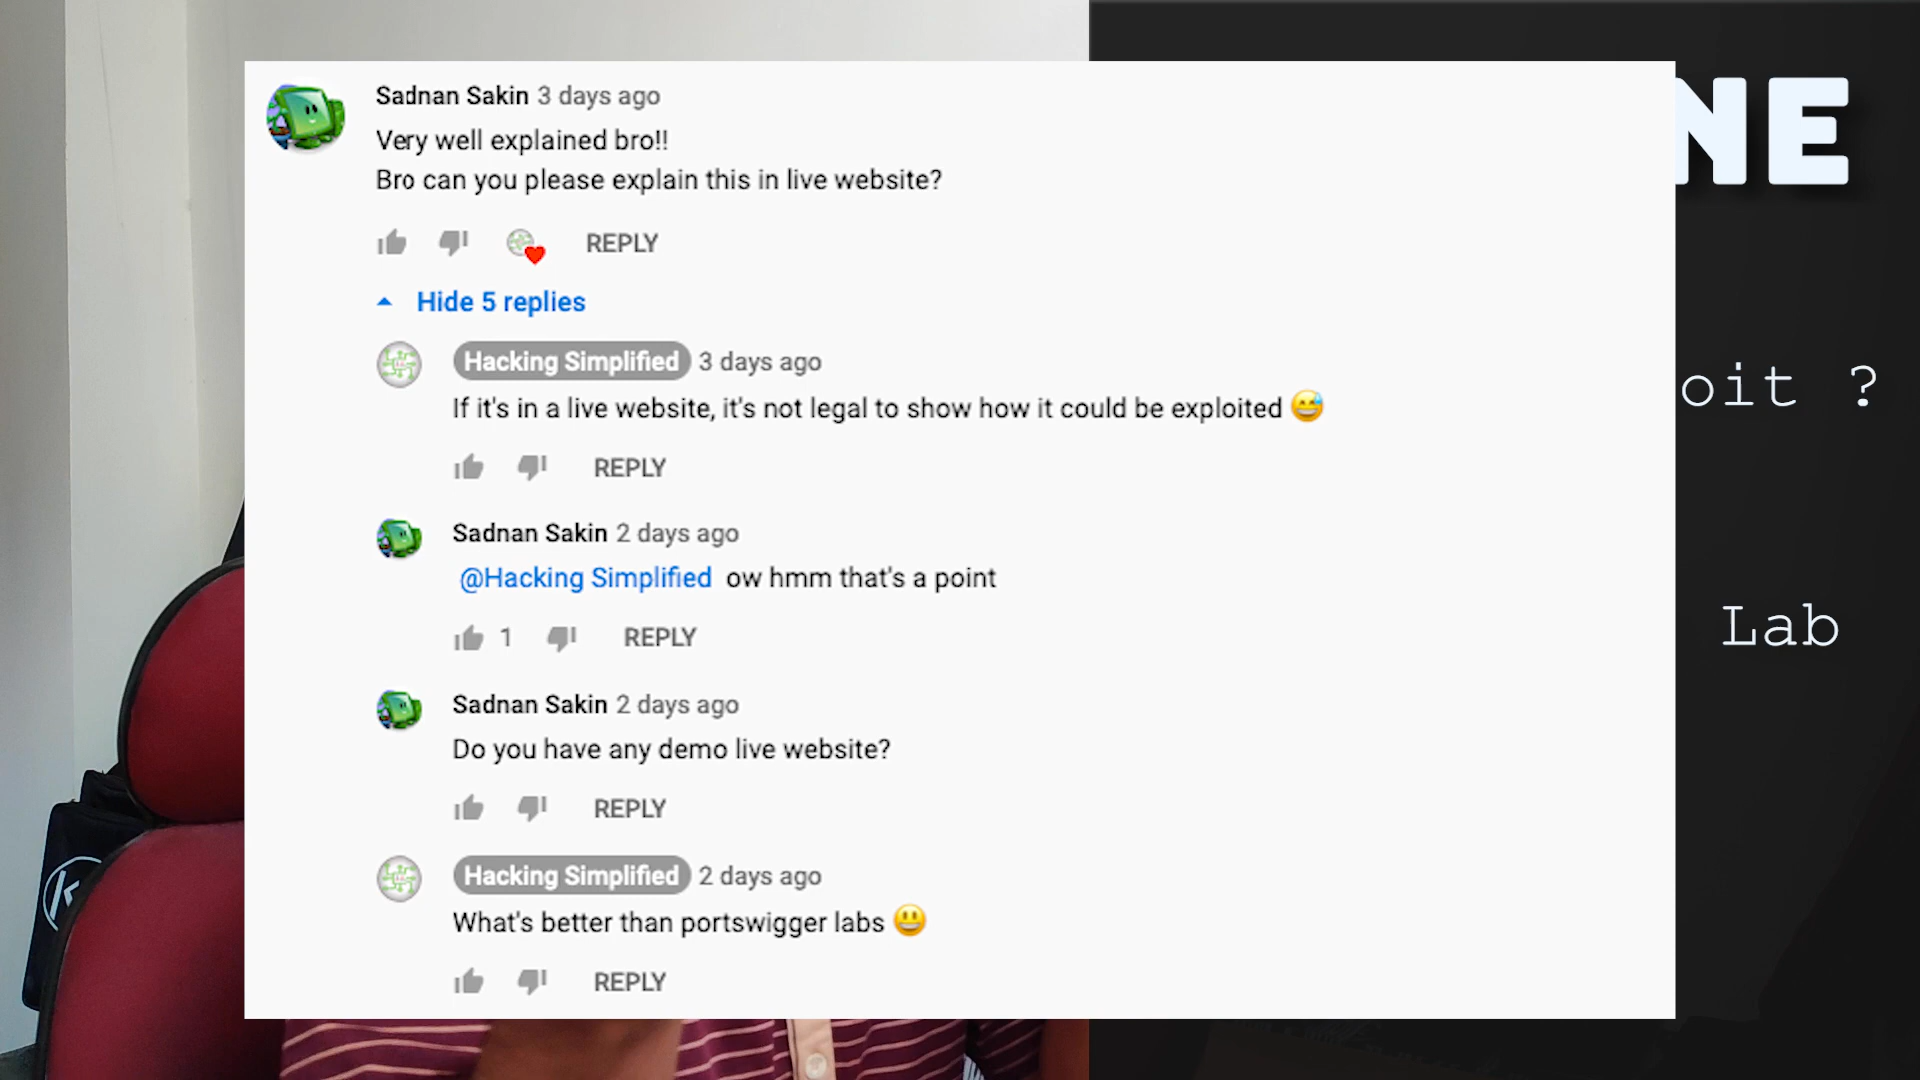 Sadnan Sakin 3 days ago
Very well explained bro!!
Bro can you please explain this in live website?
REPLY
Hide 5 replies
Hacking Simplified 3 days ago
If it's in a live website, it's not legal to show how it could be exploited 😅
REPLY
Sadnan Sakin 2 days ago
@Hacking Simplified ow hmm that's a point
1 REPLY
Sadnan Sakin 2 days ago
Do you have any demo live website?
REPLY
Hacking Simplified 2 days ago
What's better than portswigger labs 😃
REPLY
NE
oit ?
Lab
K